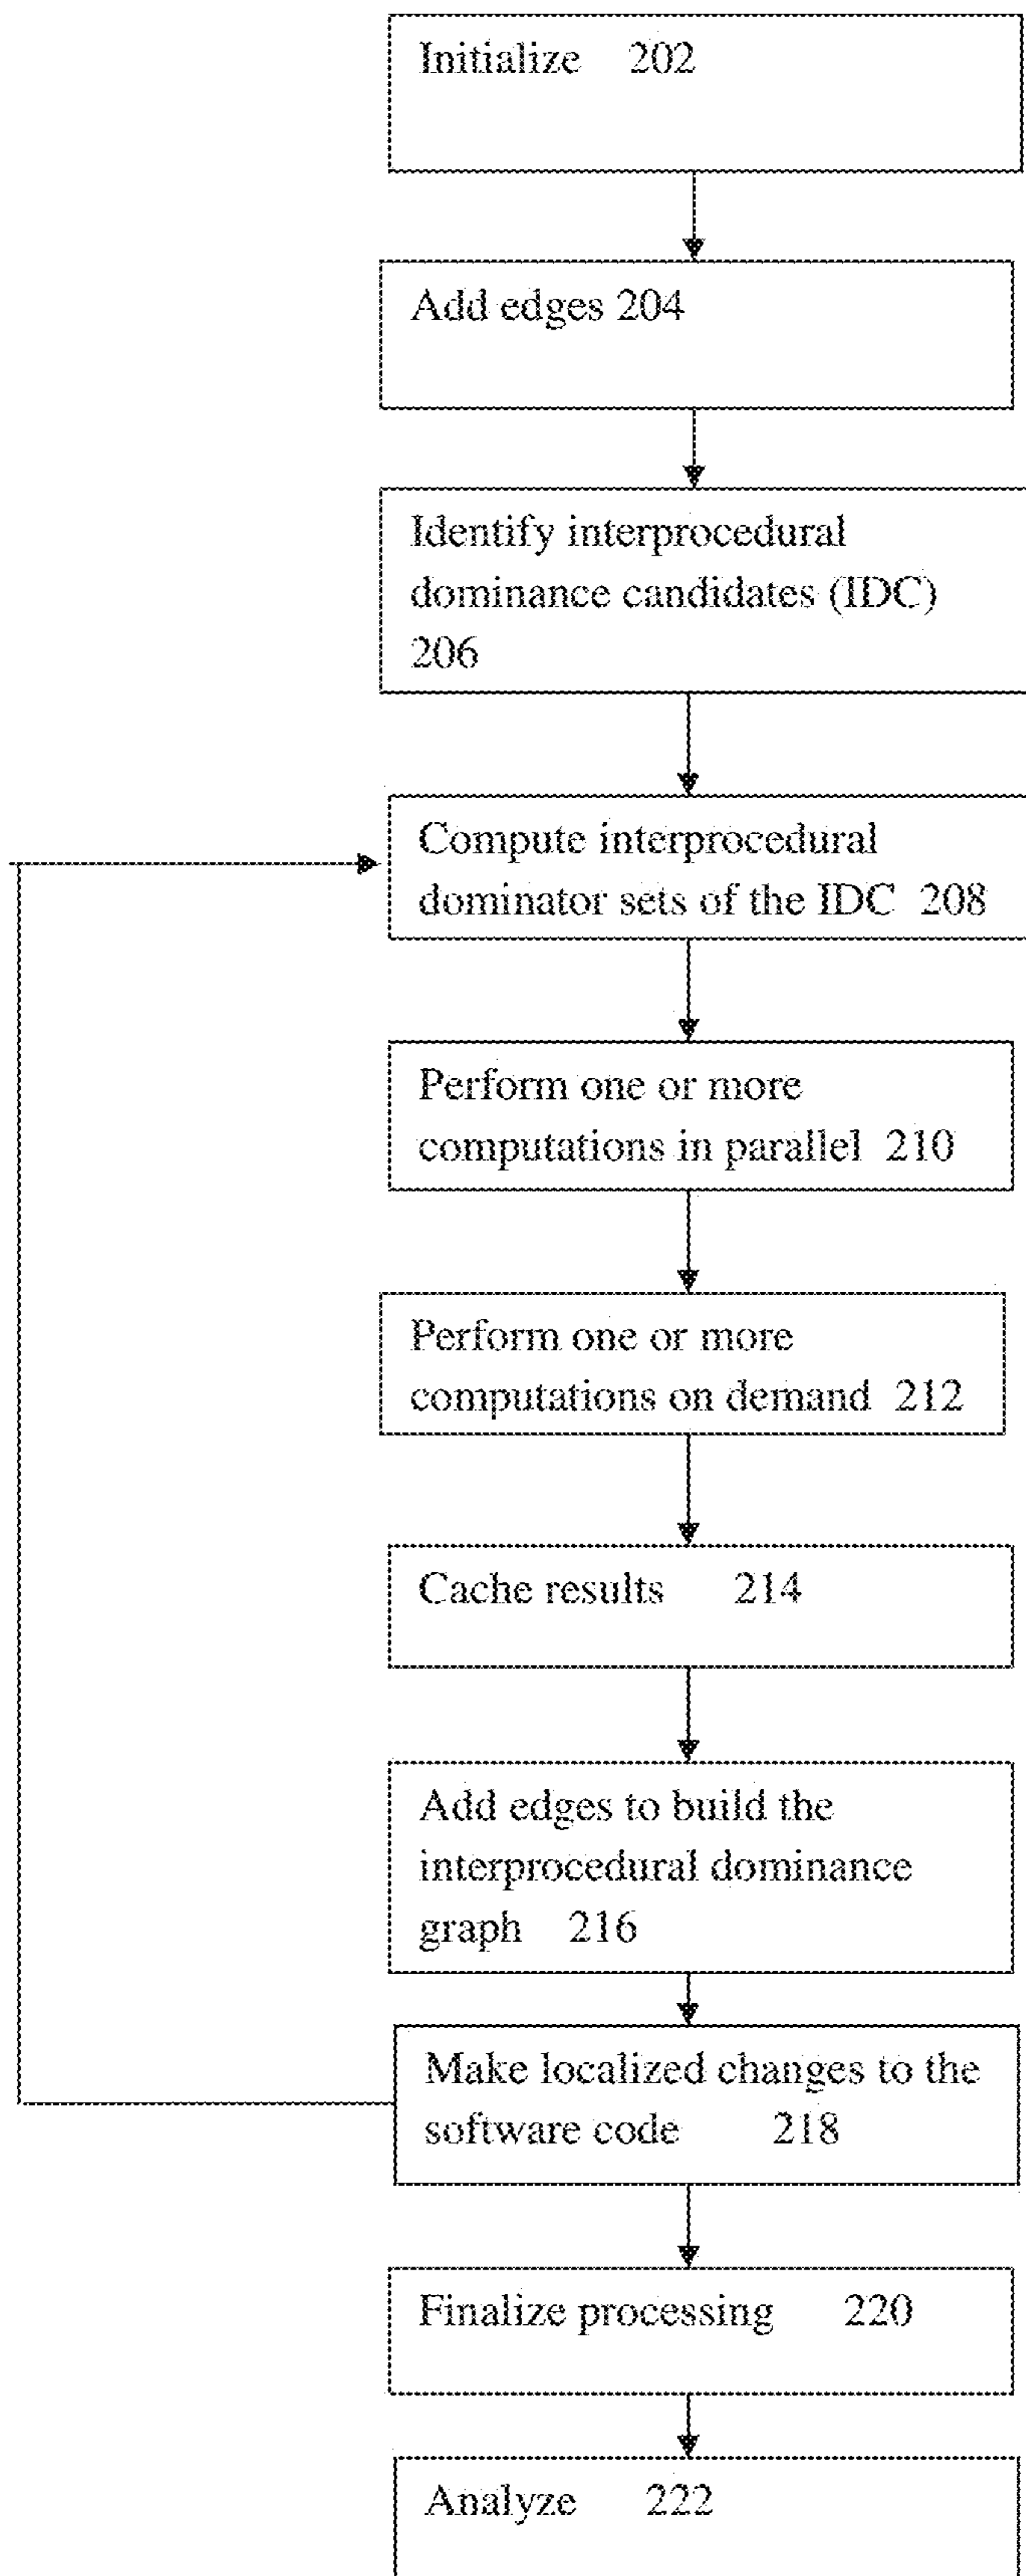 Initialize 202
Add edges 204
Identify interprocedural
dominance candidates (IDC)
206
Compute interprocedural
dominator sets of the IDC 208
Perform one or more
computations in parallel 210
Perform one or more
computations on demand 212
Cache results 214
Add edges to build the
interprocedural dominance
graph 216
Make localized changes to the
software code 218
Finalize processing 220
Analyze 222